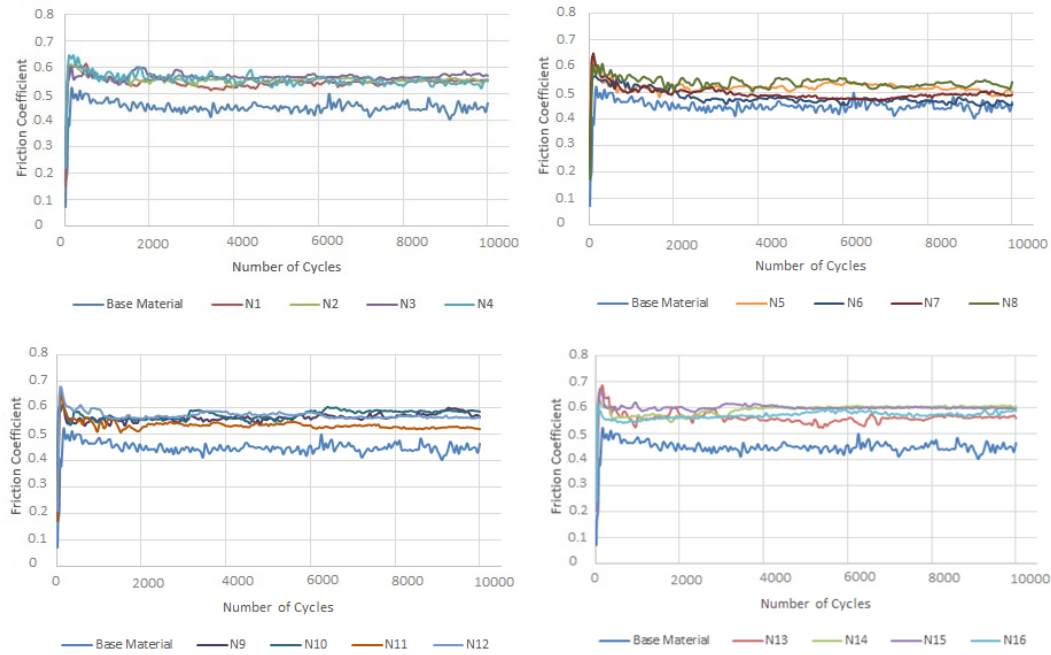 0.8
0.7
0.6
0.5
0.4
0.3
0.2
0.1
0
Friction Coefficient
0 2000 4000 6000 8000 10000
Number of Cycles
Base Material N1 N2 N3 N4
0.8
0.7
0.6
0.5
0.4
0.3
0.2
0.1
0
Friction Coefficient
0 2000 4000 6000 8000 10000
Number of Cycles
Base Material N5 N6 N7 N8
0.8
0.7
0.6
0.5
0.4
0.3
0.2
0.1
0
Friction Coefficient
0 2000 4000 6000 8000 10000
Number of Cycles
Base Material N9 N10 N11 N12
0.8
0.7
0.6
0.5
0.4
0.3
0.2
0.1
0
Friction Coefficient
0 2000 4000 6000 8000 10000
Number of Cycles
Base Material N13 N14 N15 N16